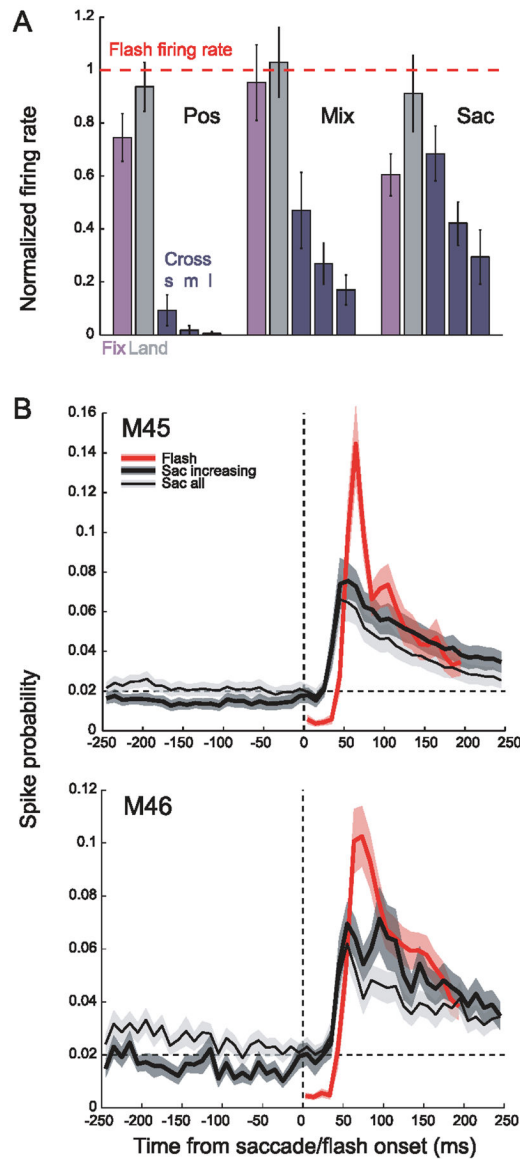 A
Normalized firing rate
1.2
1
0.8
0.6
0.4
0.2
0
Flash firing rate
Pos
Mix
Sac
Cross
s m l
Fix Land
B
Spike probability
M45
Flash
Sac increasing
Sac all
0.16
0.14
0.12
0.1
0.08
0.06
0.04
0.02
0
-250 -200 -150 -100 -50 0 50 100 150 200 250
M46
0.12
0.1
0.08
0.06
0.04
0.02
0
-250 -200 -150 -100 -50 0 50 100 150 200 250
Time from saccade/flash onset (ms)